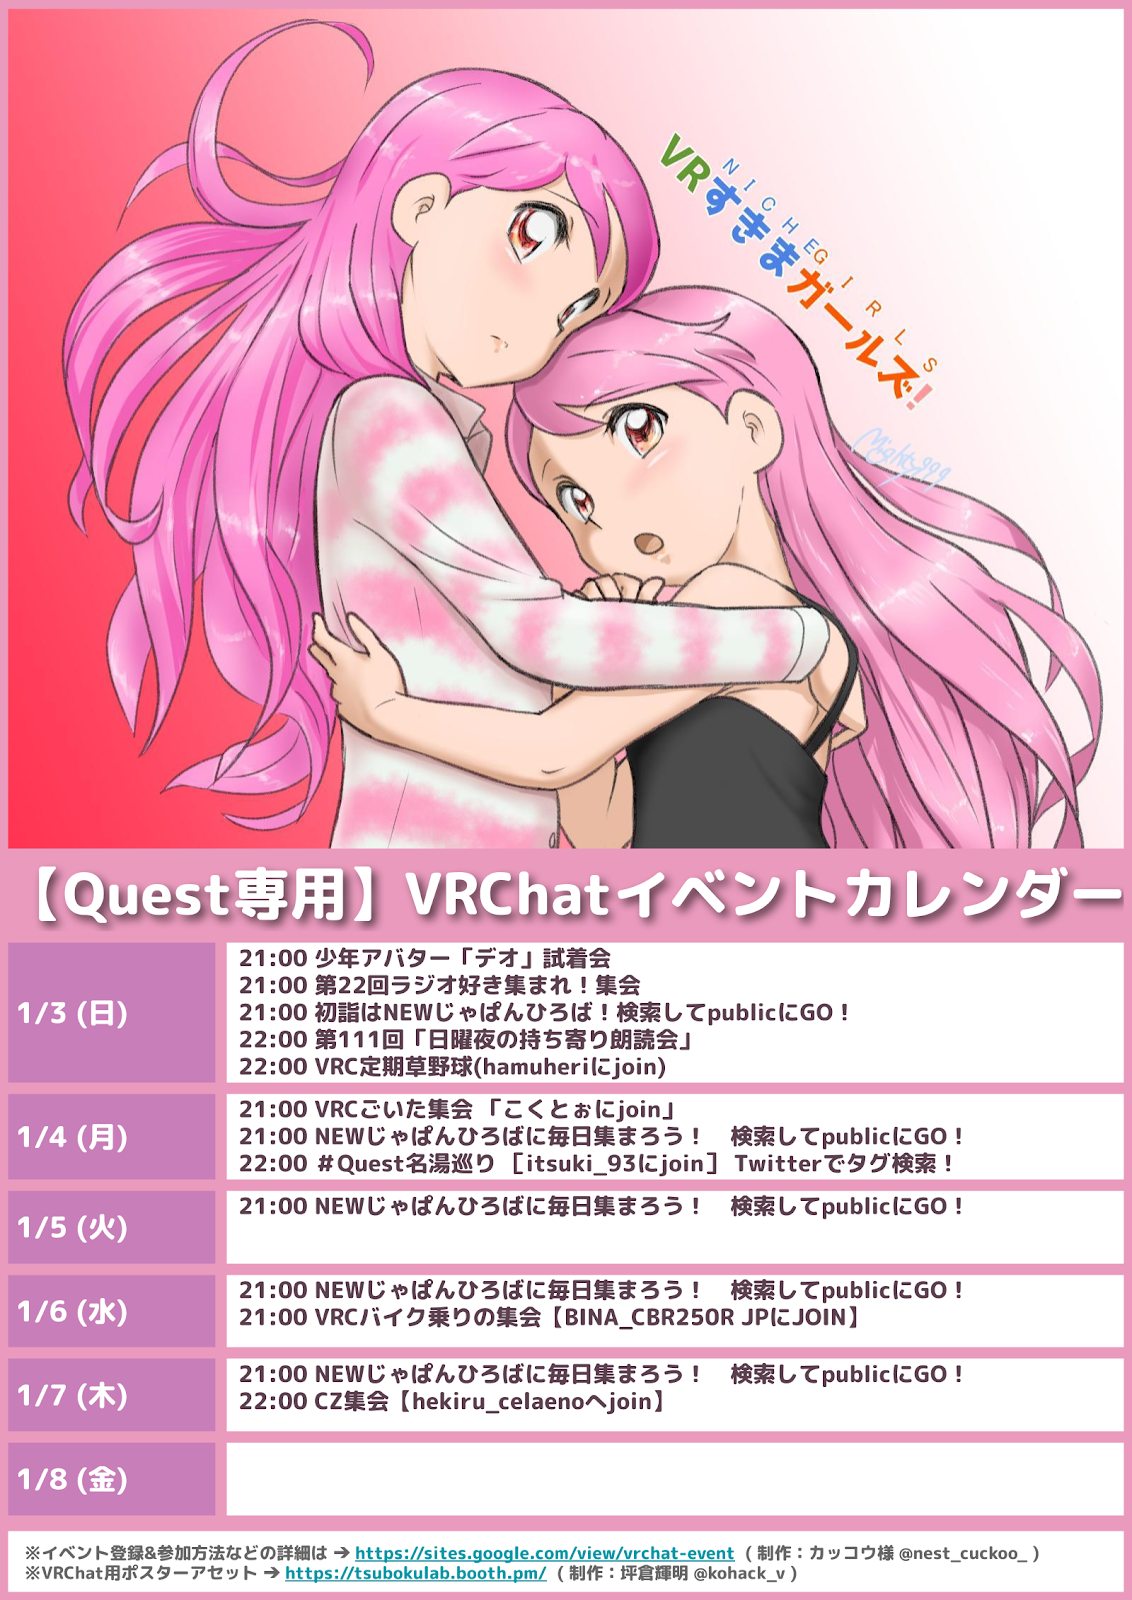 NICHE GIRLS
VRすきまガールズ!
Mighty999
【Quest専用】VRChatイベントカレンダー
1/3 (日)
21:00 少年アバター「デオ」試着会
21:00 第22回ラジオ好き集まれ！集会
21:00 初詣はNEWじゃぱんひろば！検索してpublicにGO！
22:00 第111回「日曜夜の持ち寄り朗読会」
22:00 VRC定期草野球(hamuheriにjoin)
1/4 (月)
21:00 VRCごいた集会 「こくとぉにjoin」
21:00 NEWじゃぱんひろばに毎日集まろう！　検索してpublicにGO！
22:00 ＃Quest名湯巡り ［itsuki_93にjoin］ Twitterでタグ検索！
1/5 (火)
21:00 NEWじゃぱんひろばに毎日集まろう！　検索してpublicにGO！
1/6 (水)
21:00 NEWじゃぱんひろばに毎日集まろう！　検索してpublicにGO！
21:00 VRCバイク乗りの集会【BINA_CBR250R JPにJOIN】
1/7 (木)
21:00 NEWじゃぱんひろばに毎日集まろう！　検索してpublicにGO！
22:00 CZ集会【hekiru_celaenoへjoin】
1/8 (金)
※イベント登録&参加方法などの詳細は ➔ https://sites.google.com/view/vrchat-event （制作：カッコウ様 @nest_cuckoo_ ）
※VRChat用ポスターアセット ➔ https://tsubokulab.booth.pm/ （制作：坪倉輝明 @kohack_v ）